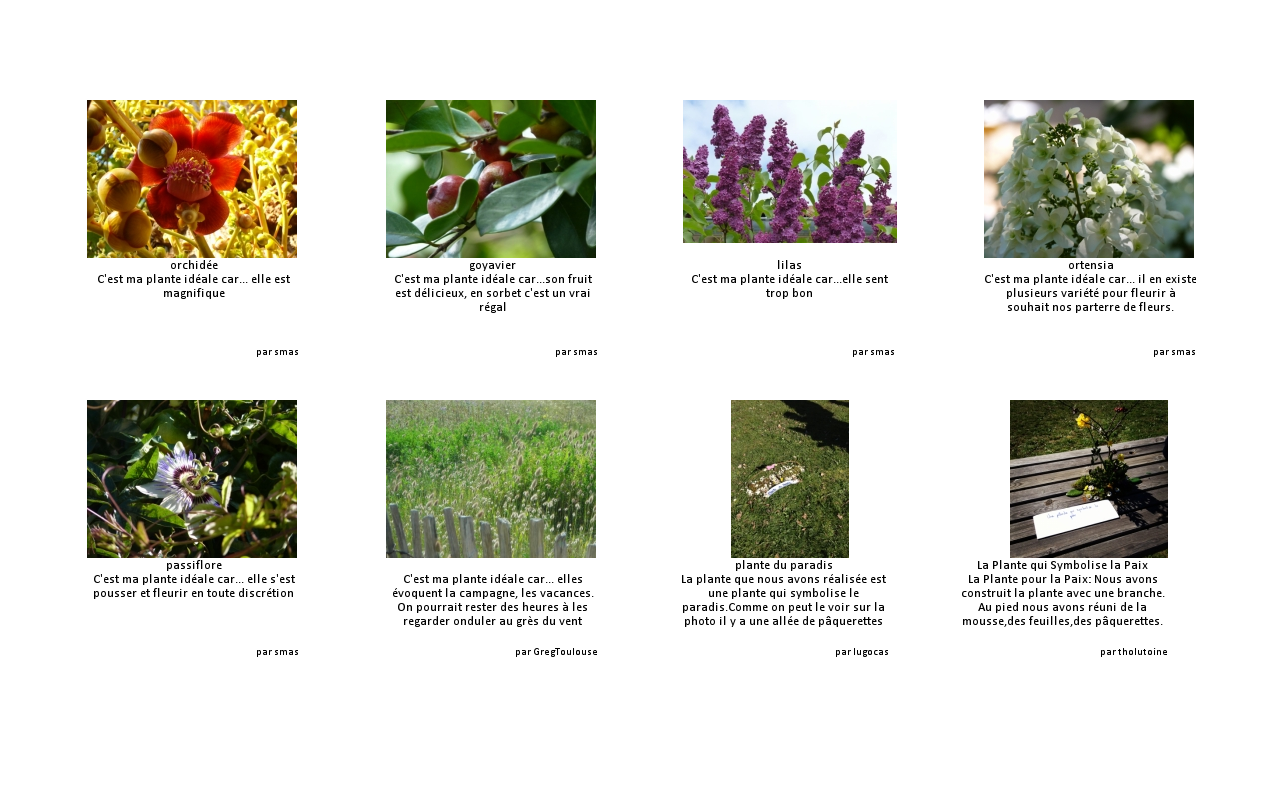 orchidée
C'est ma plante idéale car... elle est
magnifique
par smas
goyavier
C'est ma plante idéale car...son fruit
est délicieux, en sorbet c'est un vrai
régal
par smas
lilas
C'est ma plante idéale car...elle sent
trop bon
par smas
ortensia
C'est ma plante idéale car... il en existe
plusieurs variété pour fleurir à
souhait nos parterre de fleurs.
par smas
passiflore
C'est ma plante idéale car... elle s'est
pousser et fleurir en toute discrétion
par smas
C'est ma plante idéale car... elles
évoquent la campagne, les vacances.
On pourrait rester des heures à les
regarder onduler au grès du vent
par GregToulouse
plante du paradis
La plante que nous avons réalisée est
une plante qui symbolise le
paradis.Comme on peut le voir sur la
photo il y a une allée de pâquerettes
par lugocas
La Plante qui Symbolise la Paix
La Plante pour la Paix: Nous avons
construit la plante avec une branche.
Au pied nous avons réuni de la
mousse,des feuilles,des pâquerettes.
par tholutoine